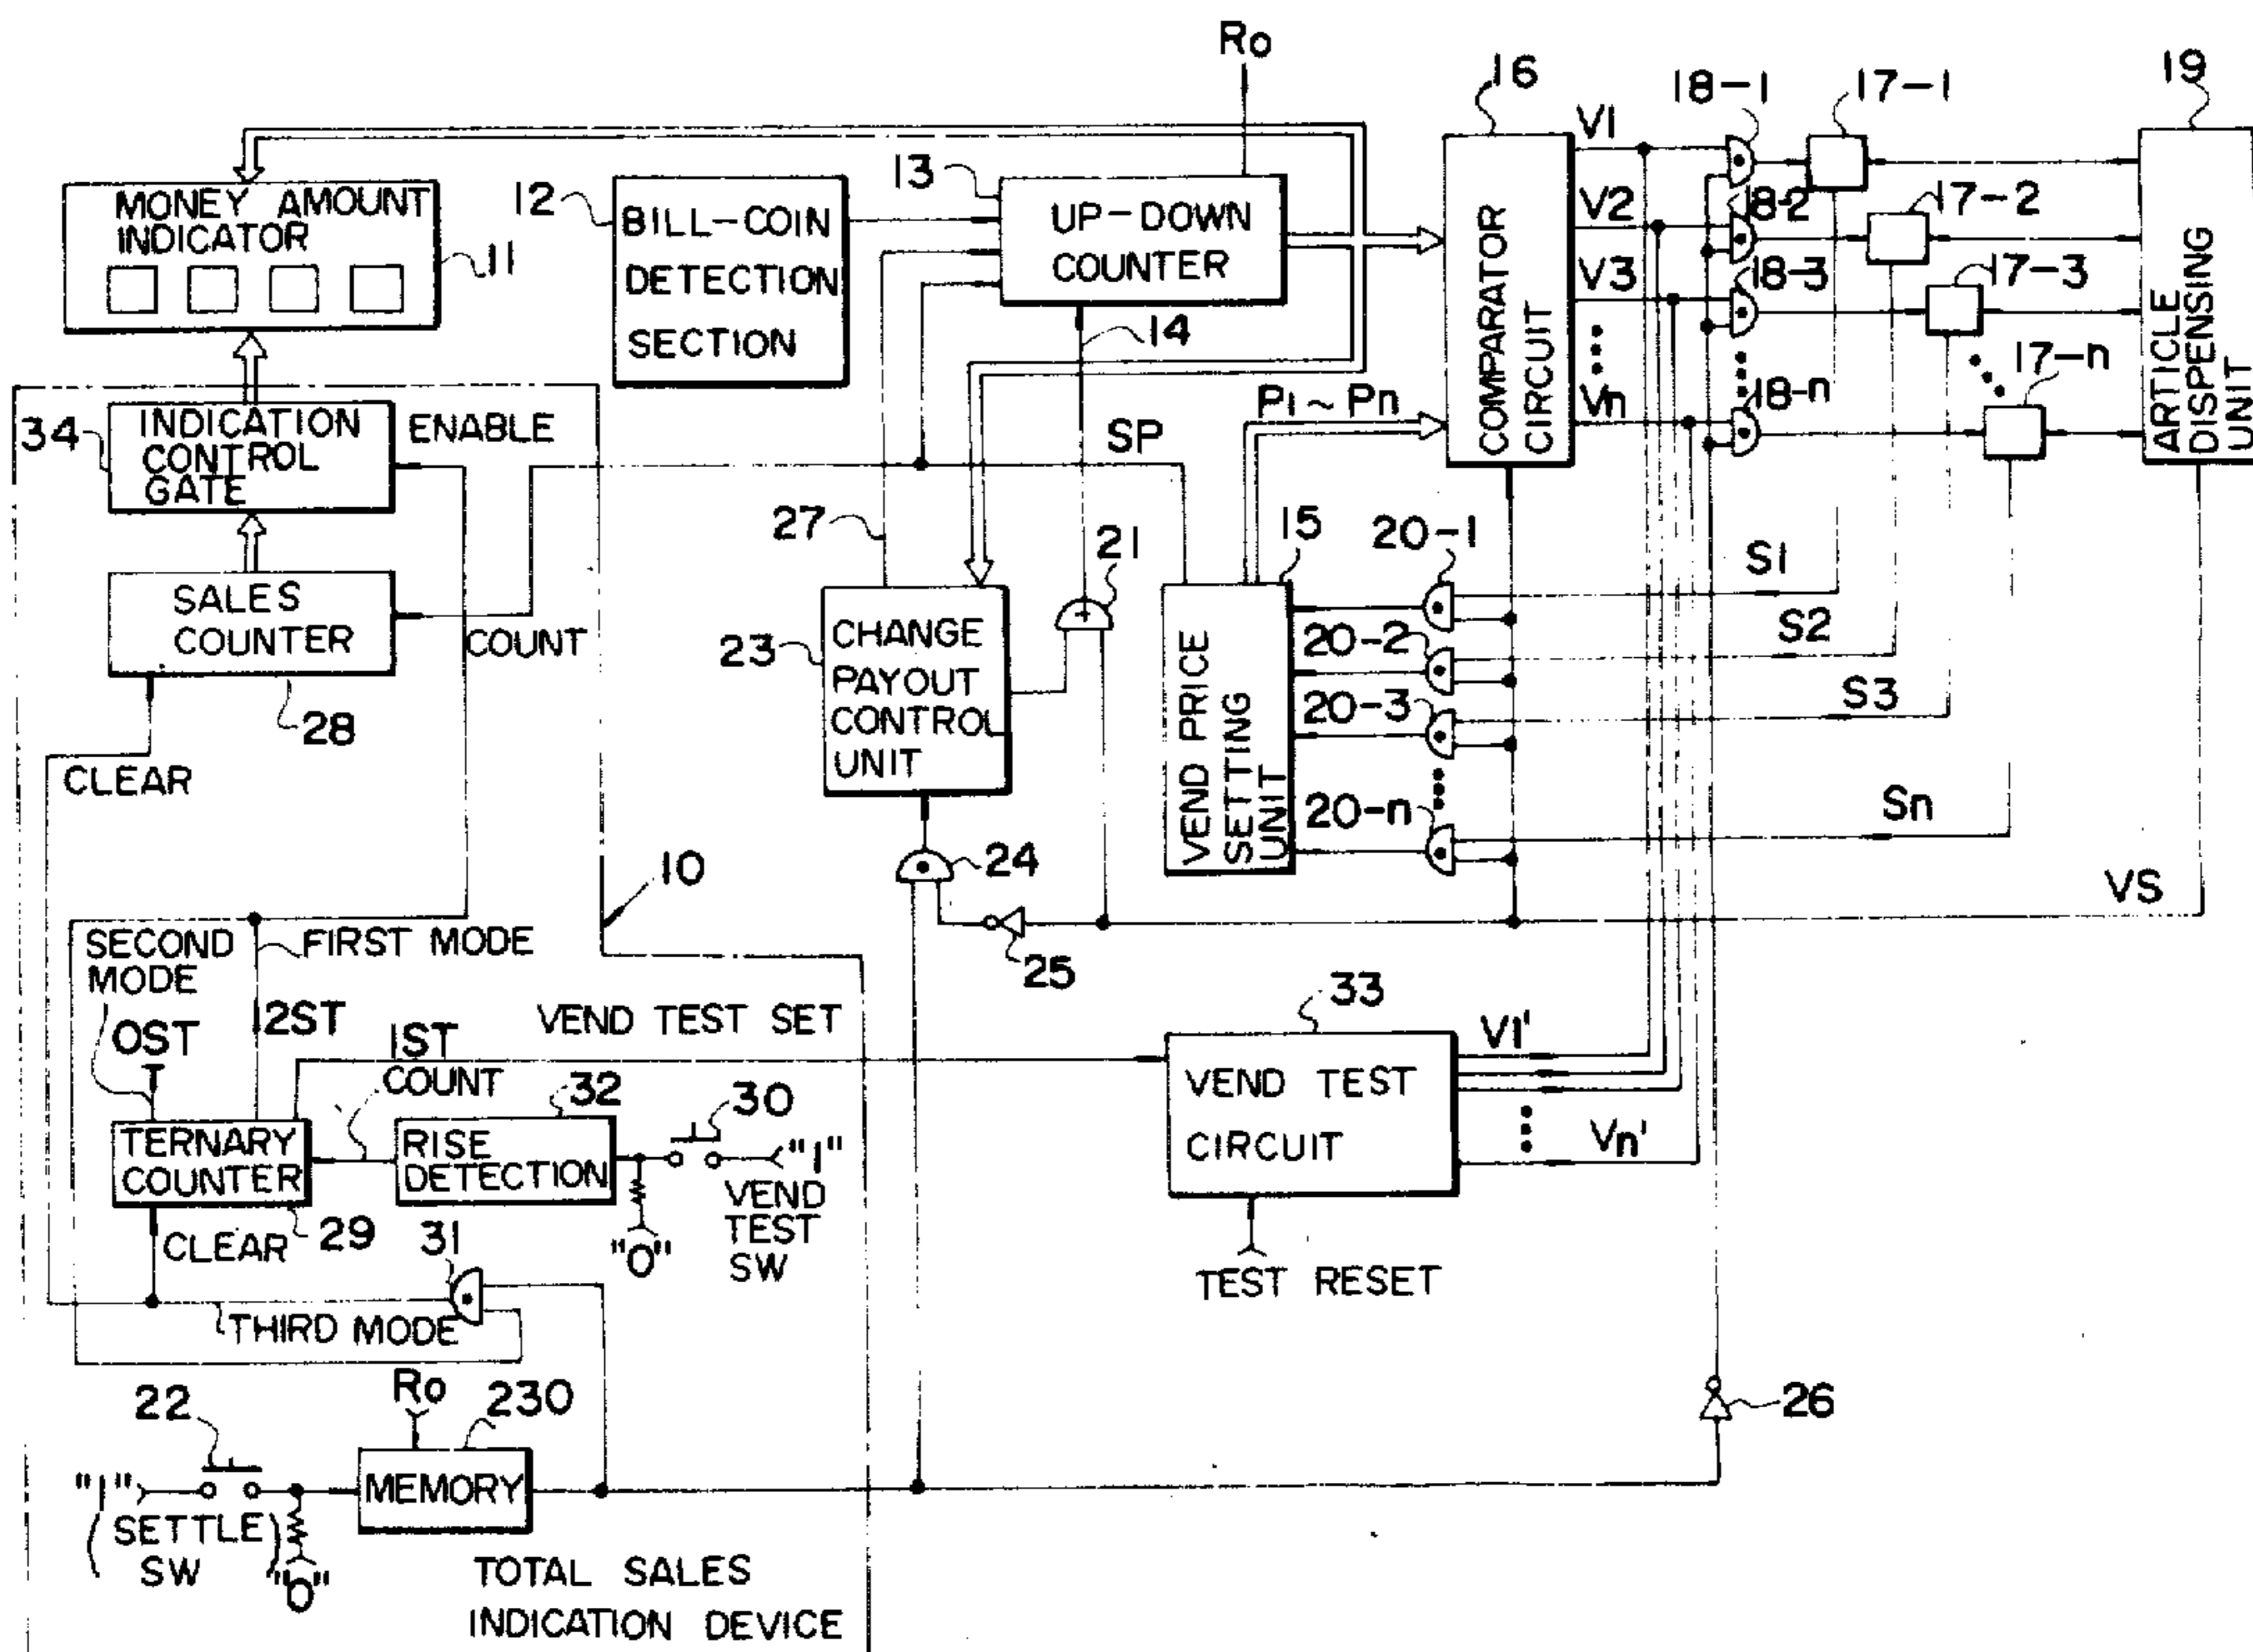 Ro
16
V1
18-1
17-1
19
MONEY AMOUNT
INDICATOR
11
12
BILL-COIN
DETECTION
SECTION
13
UP-DOWN
COUNTER
14
COMPARATOR
CIRCUIT
V2
18-2
17-2
V3
18-3
17-3
Vn
18-n
17-n
ARTICLE
DISPENSING
UNIT
34
INDICATION
CONTROL
GATE
ENABLE
SP
P1 ~ Pn
27
21
15
20-1
S1
SALES
COUNTER
COUNT
28
CLEAR
23
CHANGE
PAYOUT
CONTROL
UNIT
VEND PRICE
SETTING
UNIT
20-2
S2
20-3
S3
20-n
Sn
24
10
VS
25
SECOND
MODE
FIRST MODE
0ST
2ST
1ST
VEND TEST SET
33
V1'
COUNT
32
30
TERNARY
COUNTER
RISE
DETECTION
"1"
VEND
TEST
SW
"0"
VEND TEST
CIRCUIT
Vn'
CLEAR
29
31
TEST RESET
THIRD MODE
Ro
230
22
26
"1"
(SETTLE)
SW
"0"
MEMORY
TOTAL SALES
INDICATION DEVICE